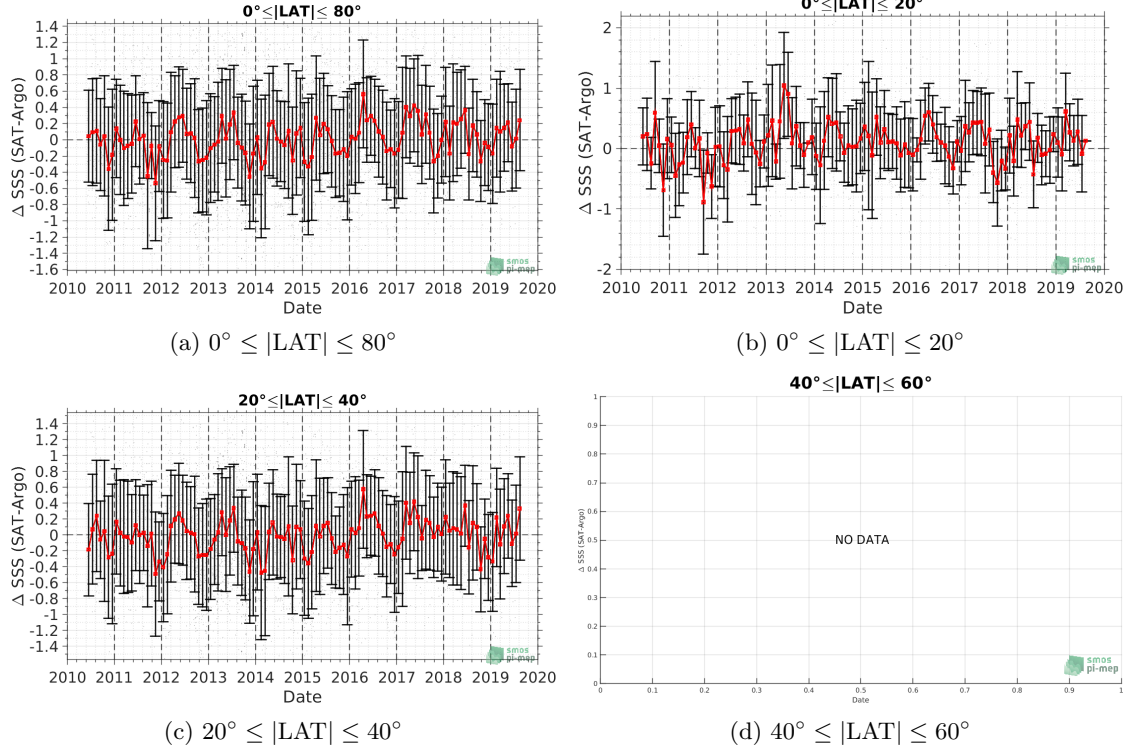 0°≤|LAT|≤ 80°
1.4
1.2
1
0.8
0.6
0.4
0.2
0
-0.2
-0.4
-0.6
-0.8
-1
-1.2
-1.4
-1.6
Δ SSS (SAT-Argo)
2010 2011 2012 2013 2014 2015 2016 2017 2018 2019 2020
Date
smos
pi-mep
(a) 0° ≤ |LAT| ≤ 80°
0°≤|LAT|≤ 20°
2
1
0
-1
-2
Δ SSS (SAT-Argo)
2010 2011 2012 2013 2014 2015 2016 2017 2018 2019 2020
Date
smos
pi-mep
(b) 0° ≤ |LAT| ≤ 20°
20°≤|LAT|≤ 40°
1.4
1.2
1
0.8
0.6
0.4
0.2
0
-0.2
-0.4
-0.6
-0.8
-1
-1.2
-1.4
Δ SSS (SAT-Argo)
2010 2011 2012 2013 2014 2015 2016 2017 2018 2019 2020
Date
smos
pi-mep
(c) 20° ≤ |LAT| ≤ 40°
40°≤|LAT|≤ 60°
1
0.9
0.8
0.7
0.6
0.5
0.4
0.3
0.2
0.1
0
Δ SSS (SAT-Argo)
NO DATA
0 0.1 0.2 0.3 0.4 0.5 0.6 0.7 0.8 0.9 1
Date
smos
pi-mep
(d) 40° ≤ |LAT| ≤ 60°